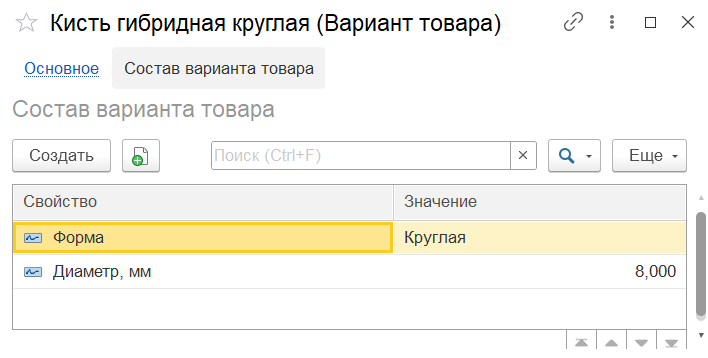 Кисть гибридная круглая (Вариант товара)
Основное Состав варианта товара
Состав варианта товара
Создать Поиск (Ctrl+F) Еще
Свойство Значение
Форма Круглая
Диаметр, мм 8,000